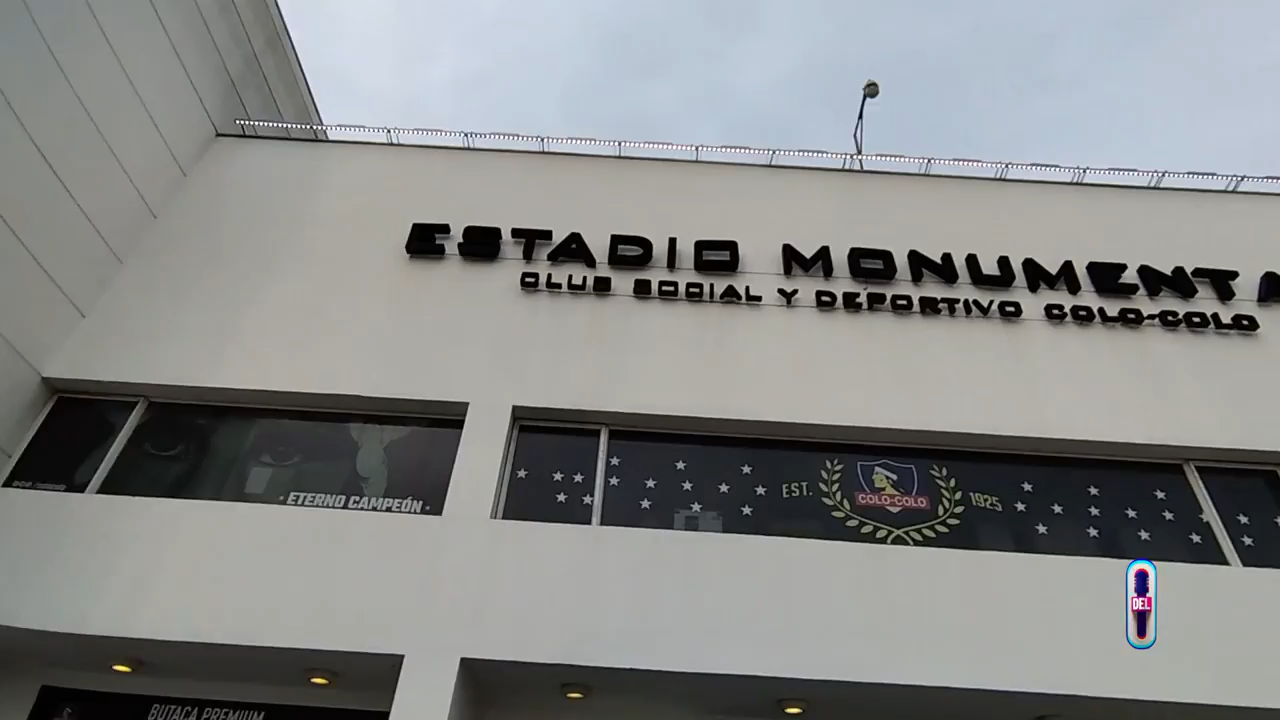 ESTADIO MONUMENTA
CLUB SOCIAL Y DEPORTIVO COLO-COLO
· ETERNO CAMPEÓN ·
EST.
COLO-COLO
1925
DEL
BUTACA PREMIUM